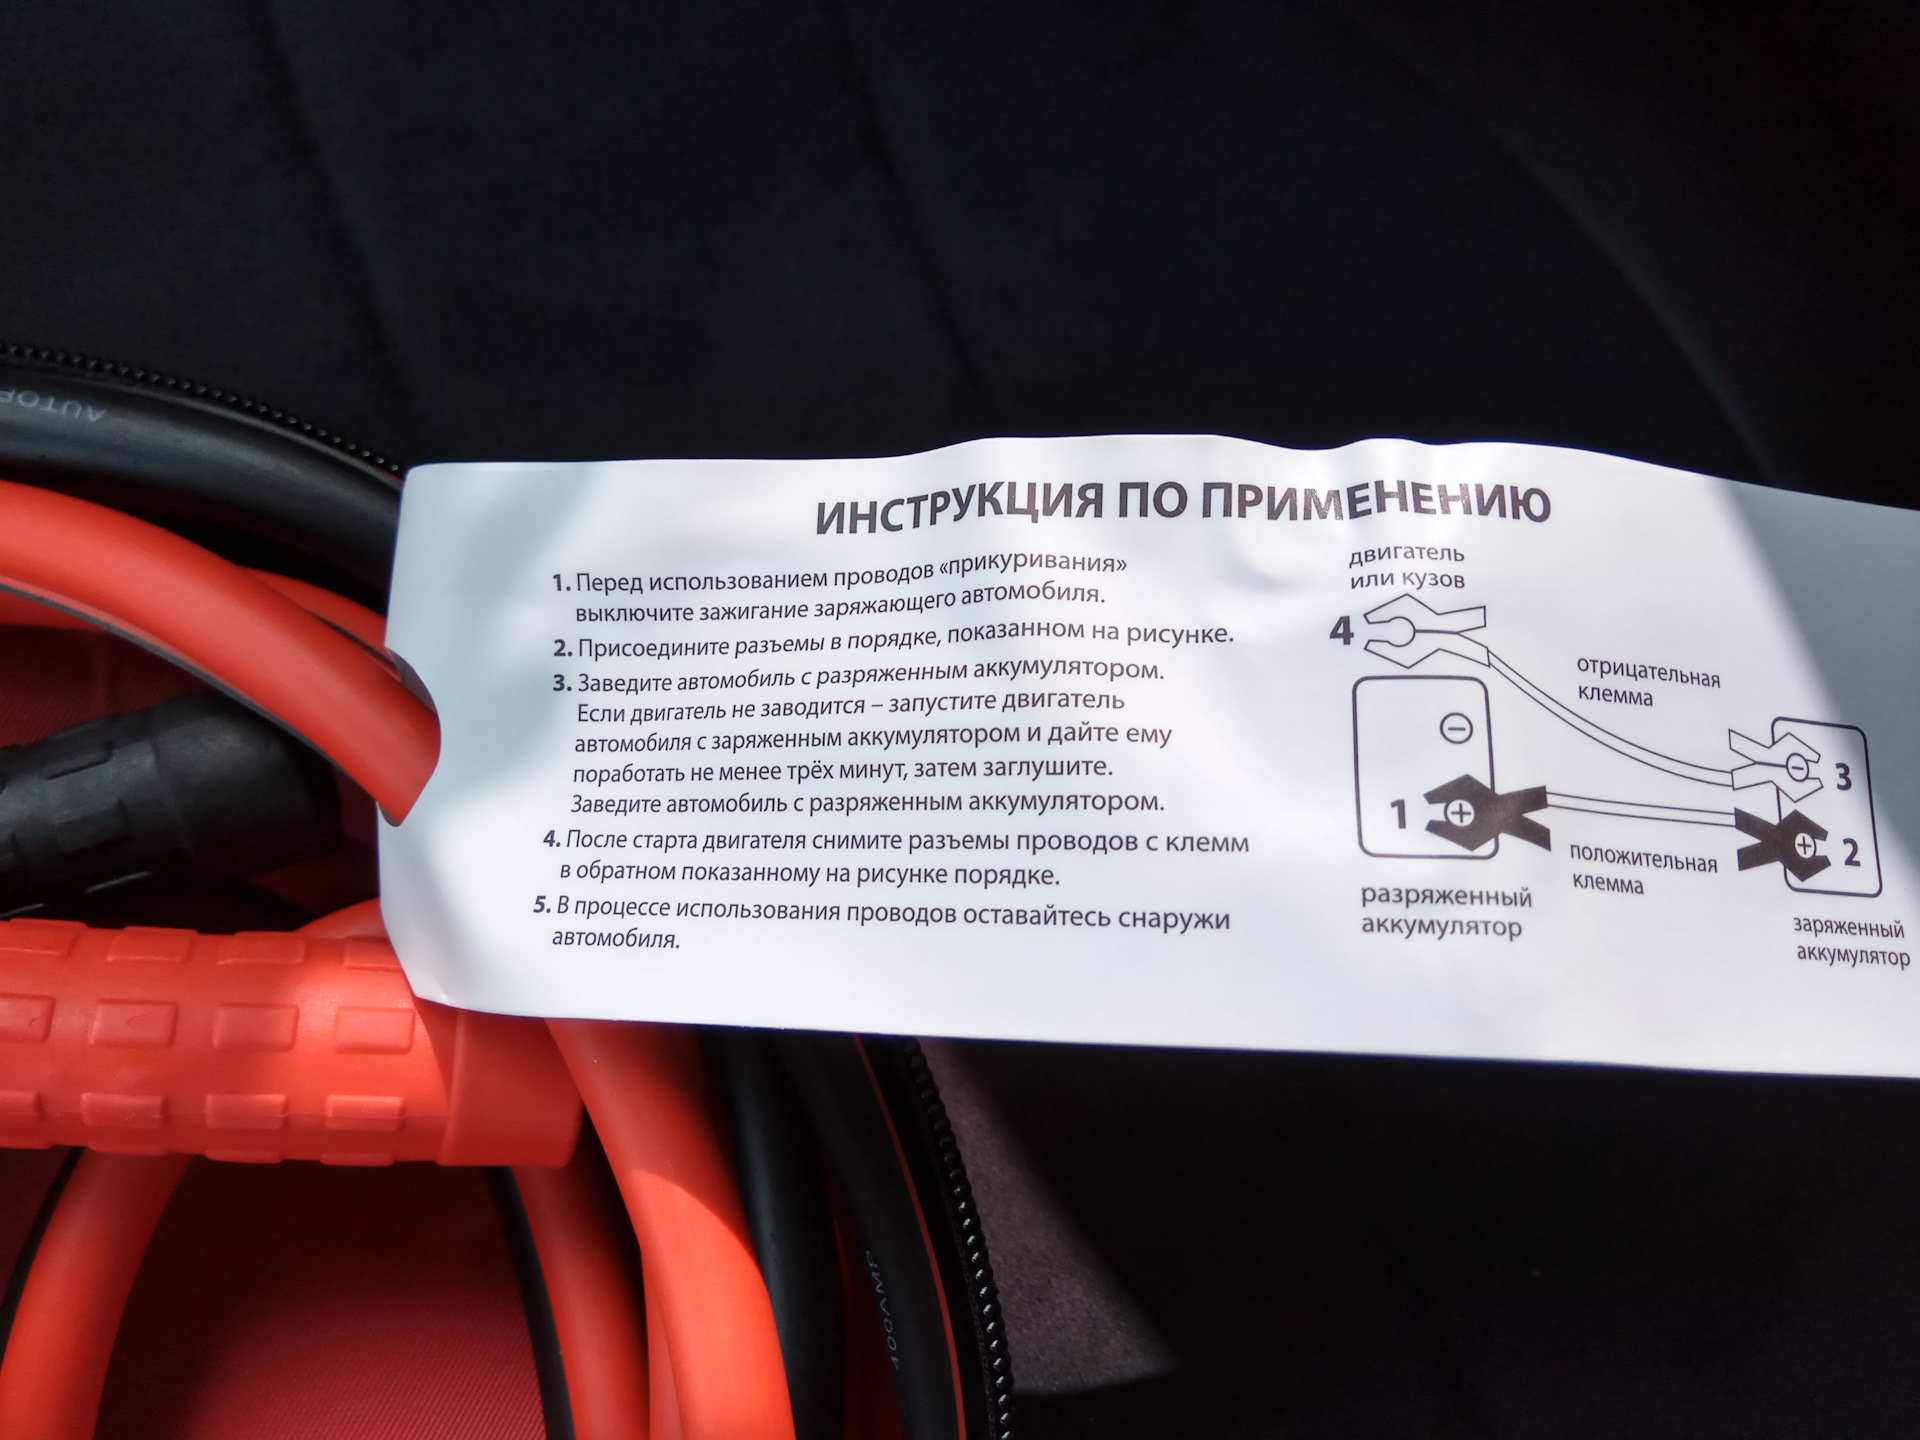 ИНСТРУКЦИЯ ПО ПРИМЕНЕНИЮ
1. Перед использованием проводов «прикуривания»
выключите зажигание заряжающего автомобиля.
2. Присоедините разъемы в порядке, показанном на рисунке.
3. Заведите автомобиль с разряженным аккумулятором.
Если двигатель не заводится – запустите двигатель
автомобиля с заряженным аккумулятором и дайте ему
поработать не менее трёх минут, затем заглушите.
Заведите автомобиль с разряженным аккумулятором.
4. После старта двигателя снимите разъемы проводов с клемм
в обратном показанному на рисунке порядке.
5. В процессе использования проводов оставайтесь снаружи
автомобиля.
двигатель
или кузов
4
отрицательная
клемма
3
1
2
положительная
клемма
разряженный
аккумулятор
заряженный
аккумулятор
400AMP